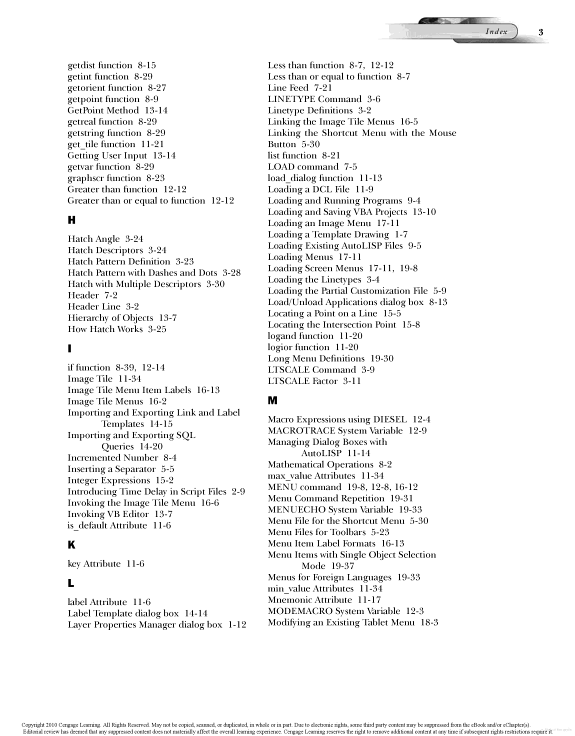 Index 3
getdist function 8-15
getint function 8-29
getorient function 8-27
getpoint function 8-9
GetPoint Method 13-14
getreal function 8-29
getstring function 8-29
get_tile function 11-21
Getting User Input 13-14
getvar function 8-29
graphscr function 8-23
Greater than function 12-12
Greater than or equal to function 12-12
H
Hatch Angle 3-24
Hatch Descriptors 3-24
Hatch Pattern Definition 3-23
Hatch Pattern with Dashes and Dots 3-28
Hatch with Multiple Descriptors 3-30
Header 7-2
Header Line 3-2
Hierarchy of Objects 13-7
How Hatch Works 3-25
I
if function 8-39, 12-14
Image Tile 11-34
Image Tile Menu Item Labels 16-13
Image Tile Menus 16-2
Importing and Exporting Link and Label
Templates 14-15
Importing and Exporting SQL
Queries 14-20
Incremented Number 8-4
Inserting a Separator 5-5
Integer Expressions 15-2
Introducing Time Delay in Script Files 2-9
Invoking the Image Tile Menu 16-6
Invoking VB Editor 13-7
is_default Attribute 11-6
K
key Attribute 11-6
L
label Attribute 11-6
Label Template dialog box 14-14
Layer Properties Manager dialog box 1-12
Less than function 8-7, 12-12
Less than or equal to function 8-7
Line Feed 7-21
LINETYPE Command 3-6
Linetype Definitions 3-2
Linking the Image Tile Menus 16-5
Linking the Shortcut Menu with the Mouse
Button 5-30
list function 8-21
LOAD command 7-5
load_dialog function 11-13
Loading a DCL File 11-9
Loading and Running Programs 9-4
Loading and Saving VBA Projects 13-10
Loading an Image Menu 17-11
Loading a Template Drawing 1-7
Loading Existing AutoLISP Files 9-5
Loading Menus 17-11
Loading Screen Menus 17-11, 19-8
Loading the Linetypes 3-4
Loading the Partial Customization File 5-9
Load/Unload Applications dialog box 8-13
Locating a Point on a Line 15-5
Locating the Intersection Point 15-8
logand function 11-20
logior function 11-20
Long Menu Definitions 19-30
LTSCALE Command 3-9
LTSCALE Factor 3-11
M
Macro Expressions using DIESEL 12-4
MACROTRACE System Variable 12-9
Managing Dialog Boxes with
AutoLISP 11-14
Mathematical Operations 8-2
max_value Attributes 11-34
MENU command 19-8, 12-8, 16-12
Menu Command Repetition 19-31
MENUECHO System Variable 19-33
Menu File for the Shortcut Menu 5-30
Menu Files for Toolbars 5-23
Menu Item Label Formats 16-13
Menu Items with Single Object Selection
Mode 19-37
Menus for Foreign Languages 19-33
min_value Attributes 11-34
Mnemonic Attribute 11-17
MODEMACRO System Variable 12-3
Modifying an Existing Tablet Menu 18-3
Copyright 2010 Cengage Learning. All Rights Reserved. May not be copied, scanned, or duplicated, in whole or in part. Due to electronic rights, some third party content may be suppressed from the eBook and/or eChapter(s).
Editorial review has deemed that any suppressed content does not materially affect the overall learning experience. Cengage Learning reserves the right to remove additional content at any time if subsequent rights restrictions require it.